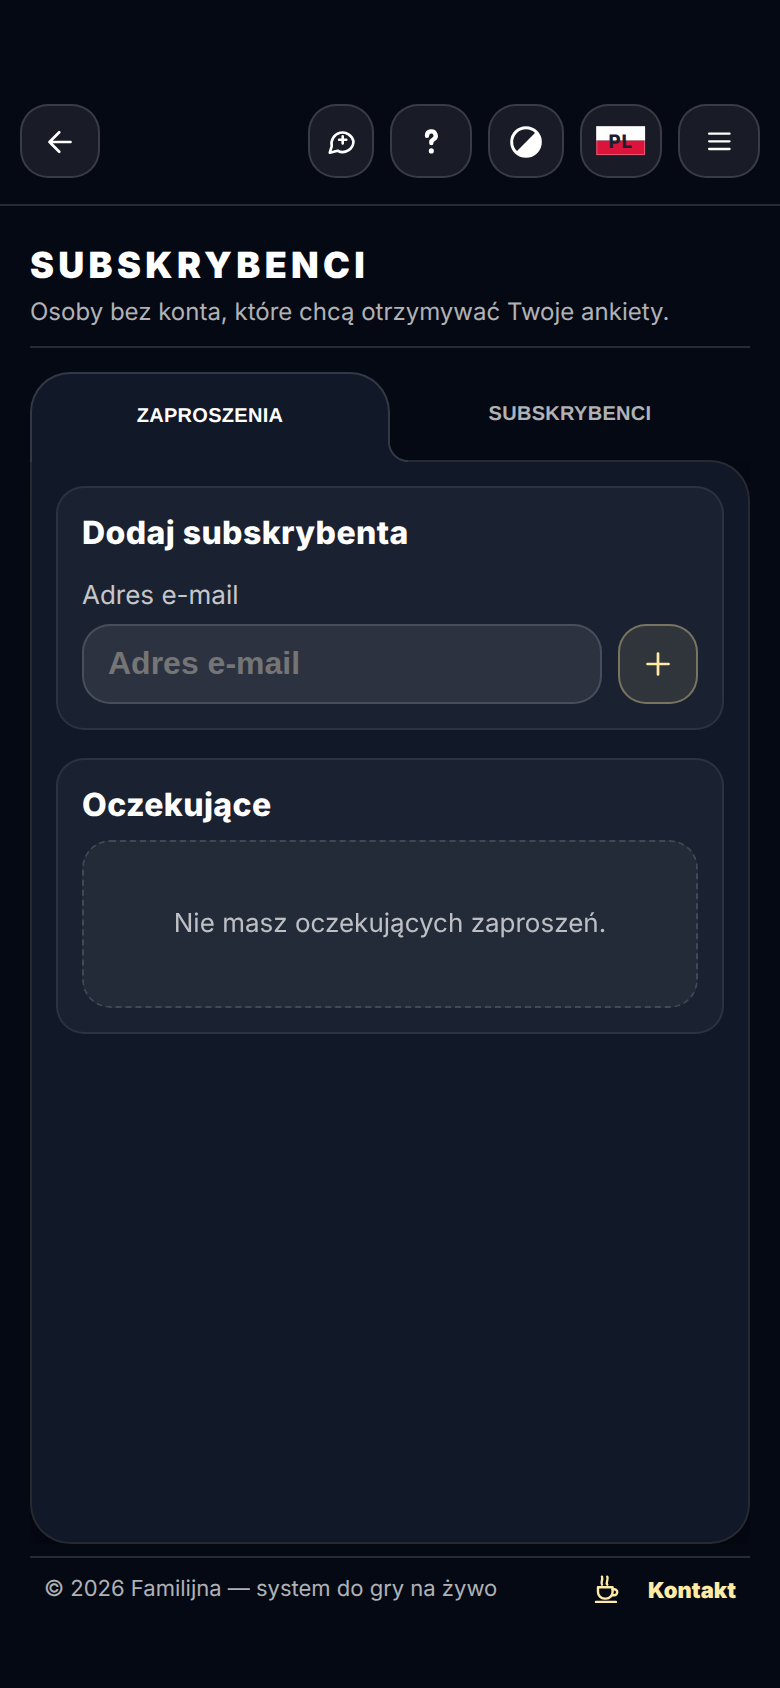 ?
PL
SUBSKRYBENCI
Osoby bez konta, które chcą otrzymywać Twoje ankiety.
ZAPROSZENIA
SUBSKRYBENCI
Dodaj subskrybenta
Adres e-mail
Adres e-mail
Oczekujące
Nie masz oczekujących zaproszeń.
© 2026 Familijna — system do gry na żywo
Kontakt